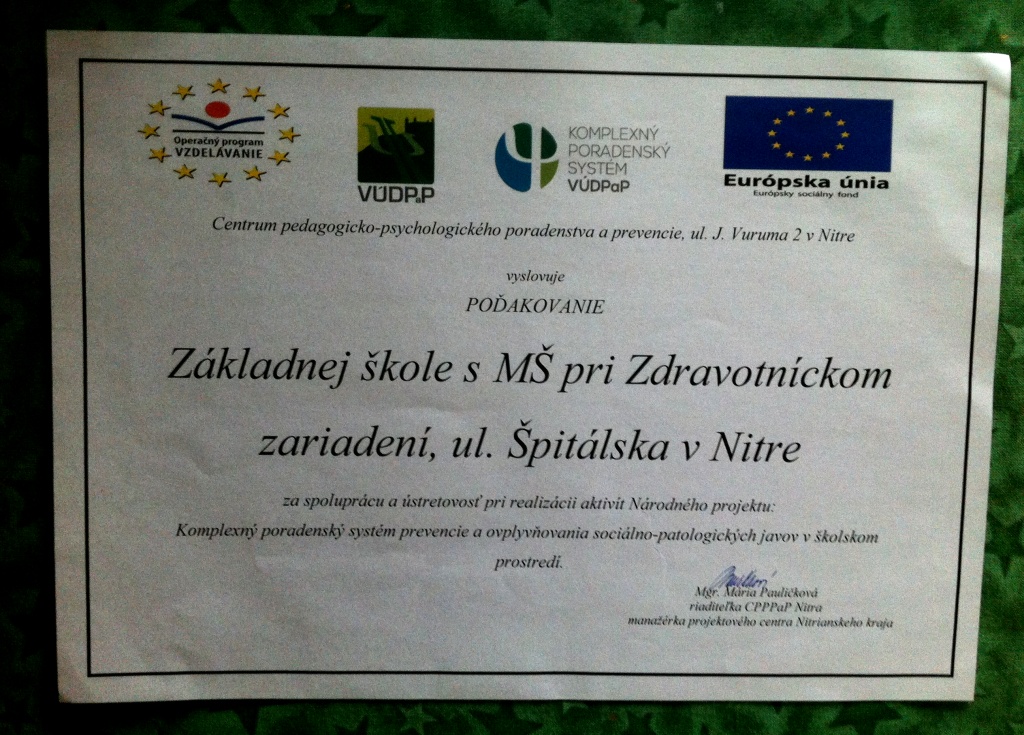 Operačný program
VZDELÁVANIE
VÚDPaP
KOMPLEXNÝ
PORADENSKÝ
SYSTÉM
VÚDPaP
Európska únia
Európsky sociálny fond
Centrum pedagogicko-psychologického poradenstva a prevencie, ul. J. Vuruma 2 v Nitre
vyslovuje
POĎAKOVANIE
Základnej škole s MŠ pri Zdravotníckom
zariadení, ul. Špitálska v Nitre
za spoluprácu a ústretovosť pri realizácii aktivít Národného projektu:
Komplexný poradenský systém prevencie a ovplyvňovania sociálno-patologických javov v školskom
prostredí.
Mgr. Mária Pauličková
riaditeľka CPPPaP Nitra
manažérka projektového centra Nitrianskeho kraja